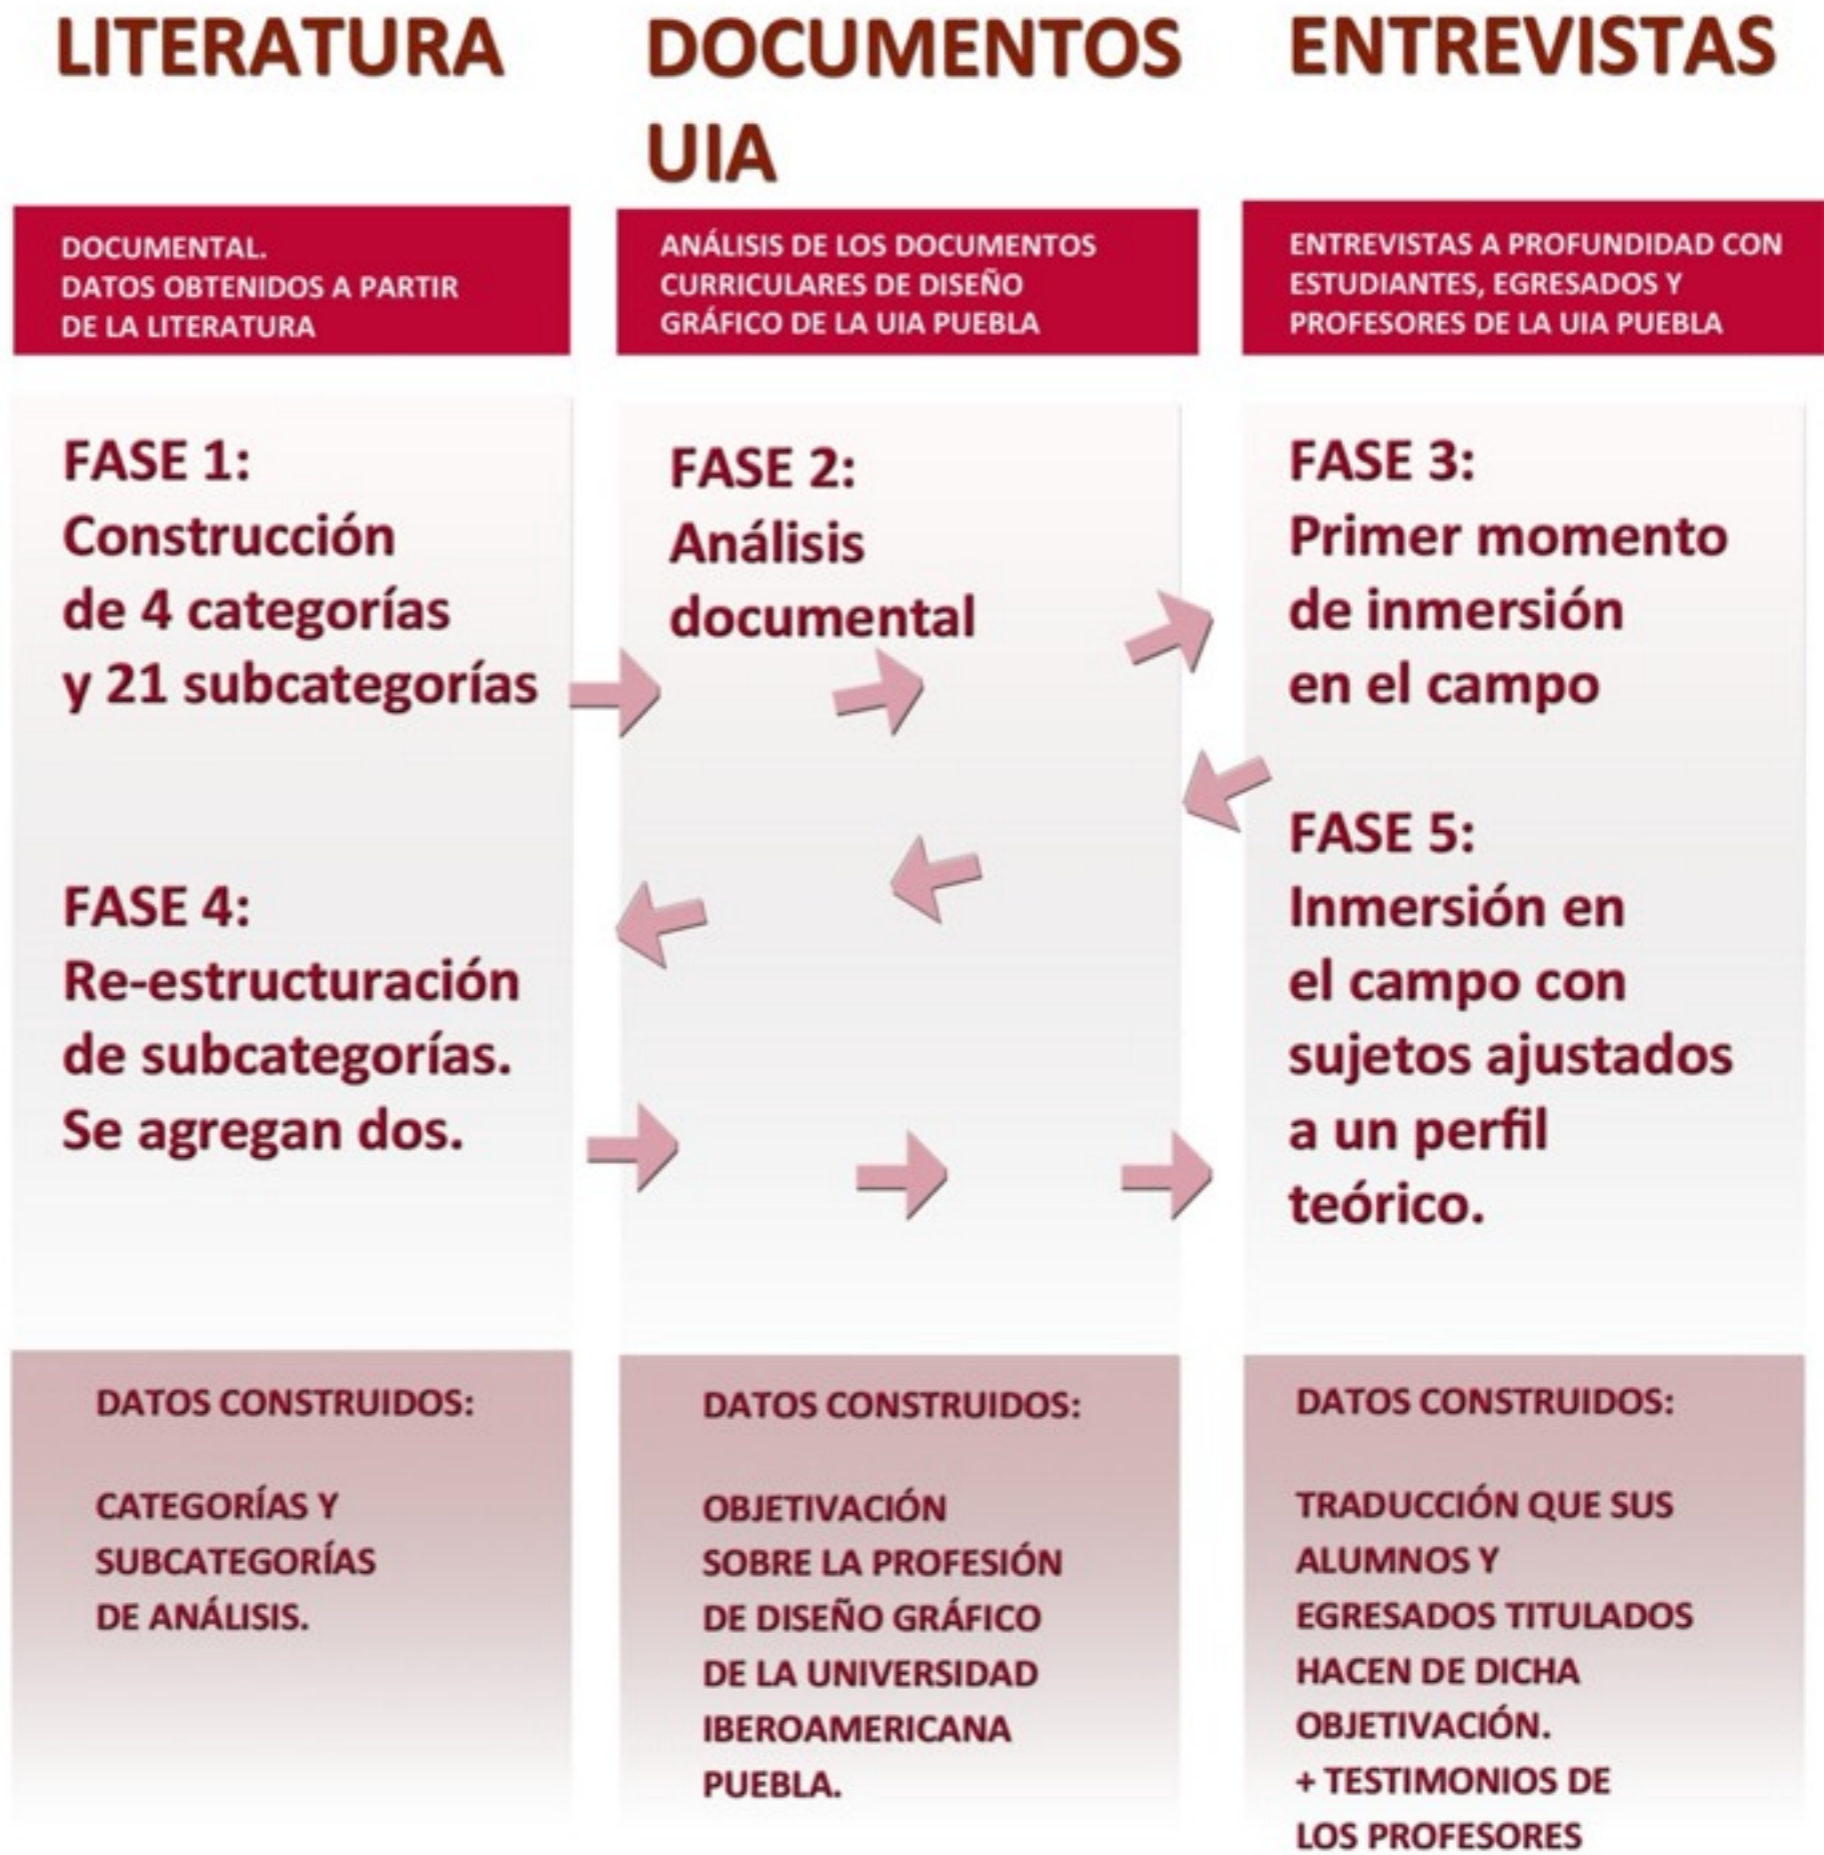 LITERATURA
DOCUMENTOS
UIA
ENTREVISTAS
DOCUMENTAL.
DATOS OBTENIDOS A PARTIR
DE LA LITERATURA
ANÁLISIS DE LOS DOCUMENTOS
CURRICULARES DE DISEÑO
GRÁFICO DE LA UIA PUEBLA
ENTREVISTAS A PROFUNDIDAD CON
ESTUDIANTES, EGRESADOS Y
PROFESORES DE LA UIA PUEBLA
FASE 1:
Construcción
de 4 categorías
y 21 subcategorías
FASE 2:
Análisis
documental
FASE 3:
Primer momento
de inmersión
en el campo
FASE 4:
Re-estructuración
de subcategorías.
Se agregan dos.
FASE 5:
Inmersión en
el campo con
sujetos ajustados
a un perfil
teórico.
DATOS CONSTRUIDOS:
CATEGORÍAS Y
SUBCATEGORÍAS
DE ANÁLISIS.
DATOS CONSTRUIDOS:
OBJETIVACIÓN
SOBRE LA PROFESIÓN
DE DISEÑO GRÁFICO
DE LA UNIVERSIDAD
IBEROAMERICANA
PUEBLA.
DATOS CONSTRUIDOS:
TRADUCCIÓN QUE SUS
ALUMNOS Y
EGRESADOS TITULADOS
HACEN DE DICHA
OBJETIVACIÓN.
+ TESTIMONIOS DE
LOS PROFESORES